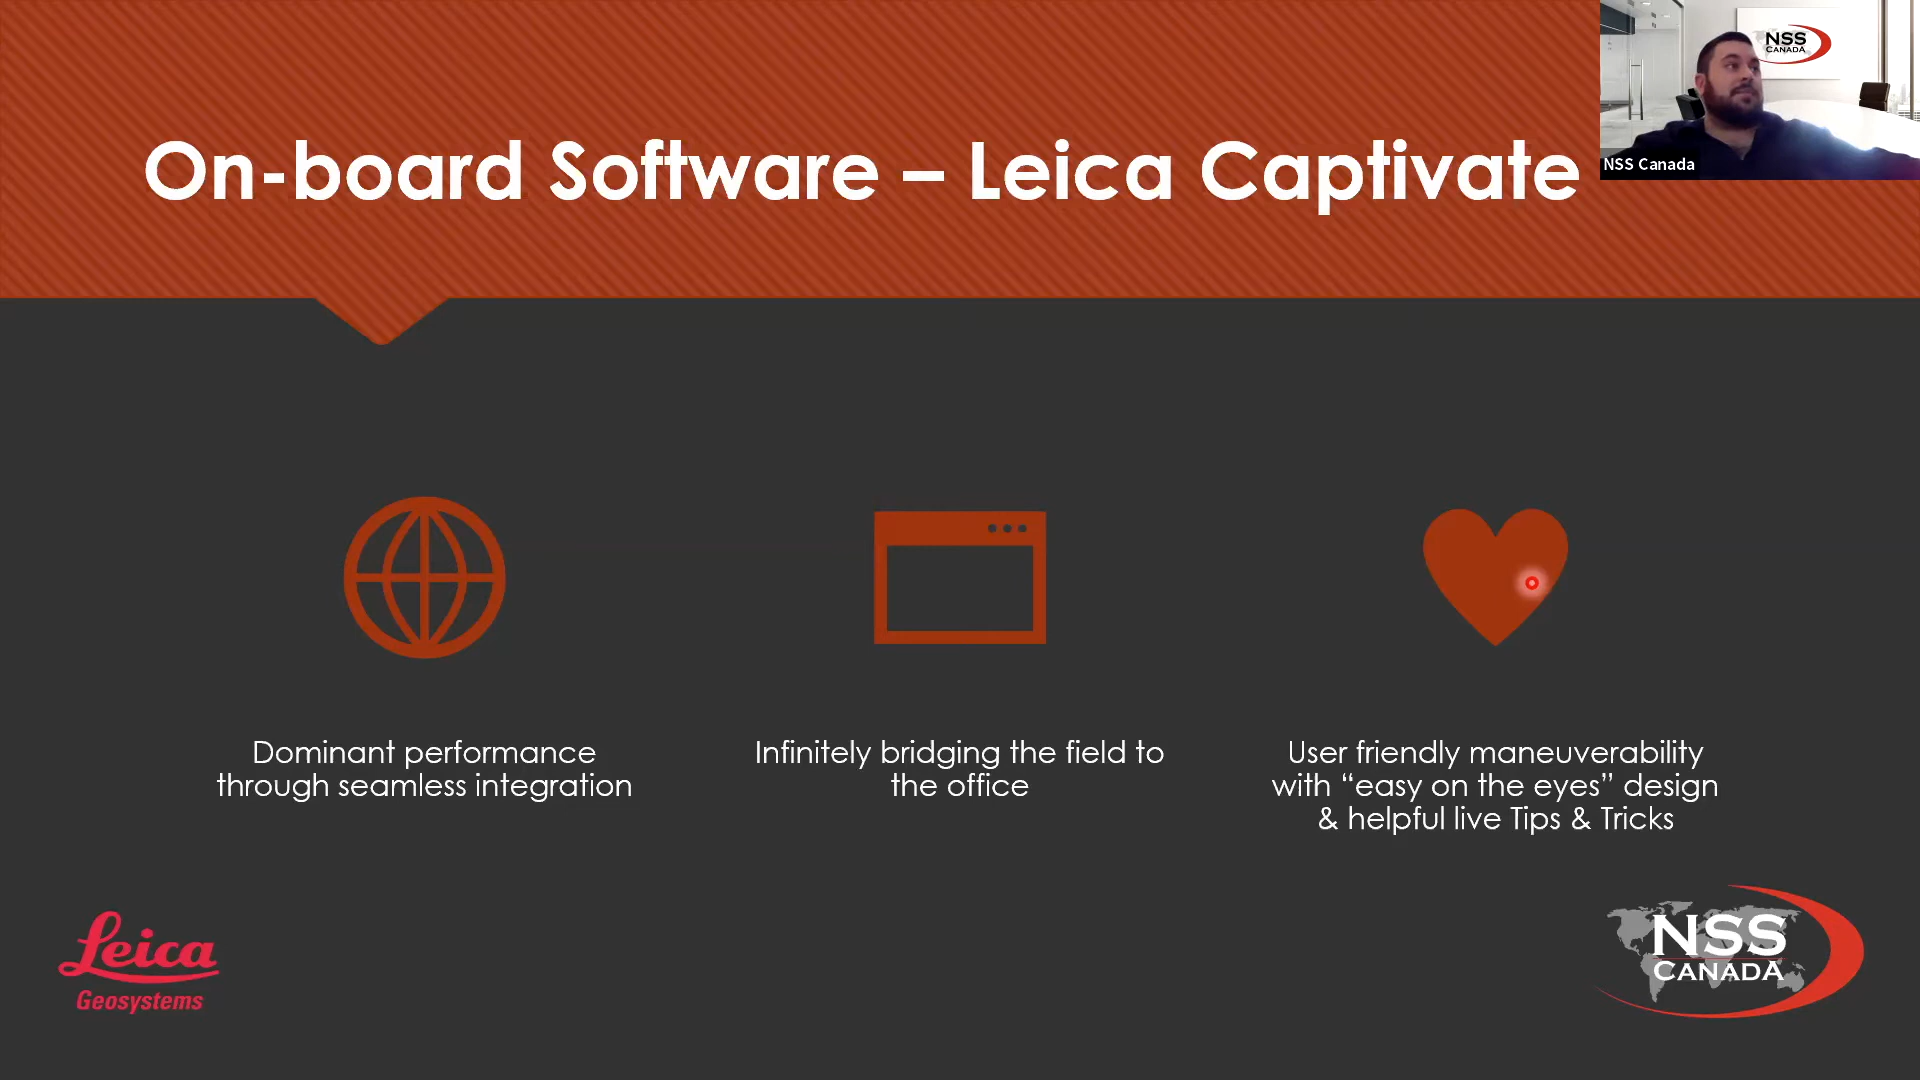 On-board Software – Leica Captivate
NSS
CANADA
NSS Canada
Dominant performance
through seamless integration
Infinitely bridging the field to
the office
User friendly maneuverability
with “easy on the eyes” design
& helpful live Tips & Tricks
Leica
Geosystems
NSS
CANADA